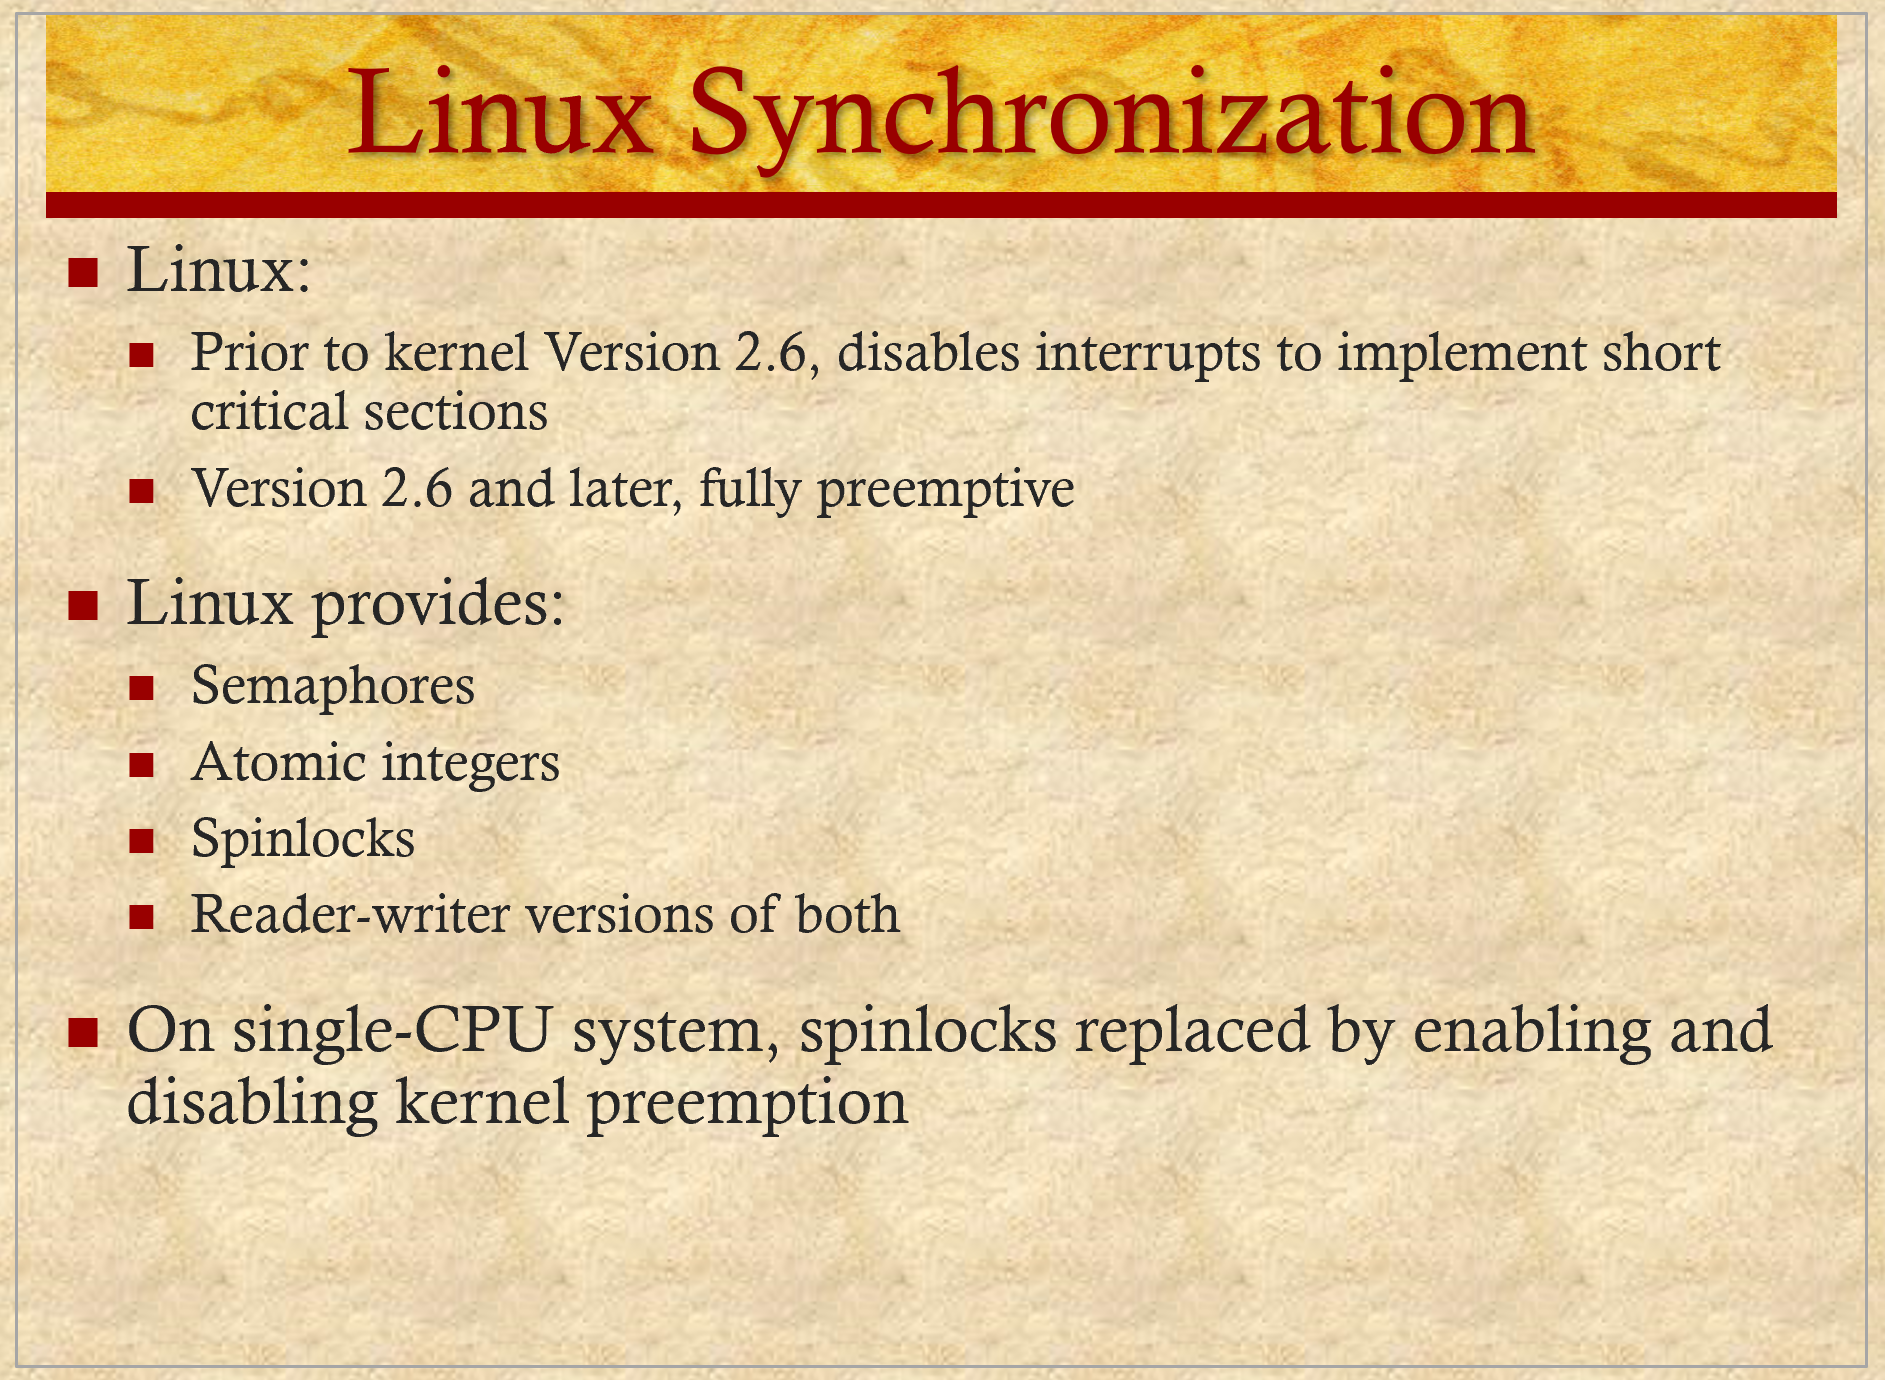 Linux Synchronization
Linux:
Prior to kernel Version 2.6, disables interrupts to implement short
critical sections
Version 2.6 and later, fully preemptive
Linux provides:
Semaphores
Atomic integers
Spinlocks
Reader-writer versions of both
On single-CPU system, spinlocks replaced by enabling and
disabling kernel preemption